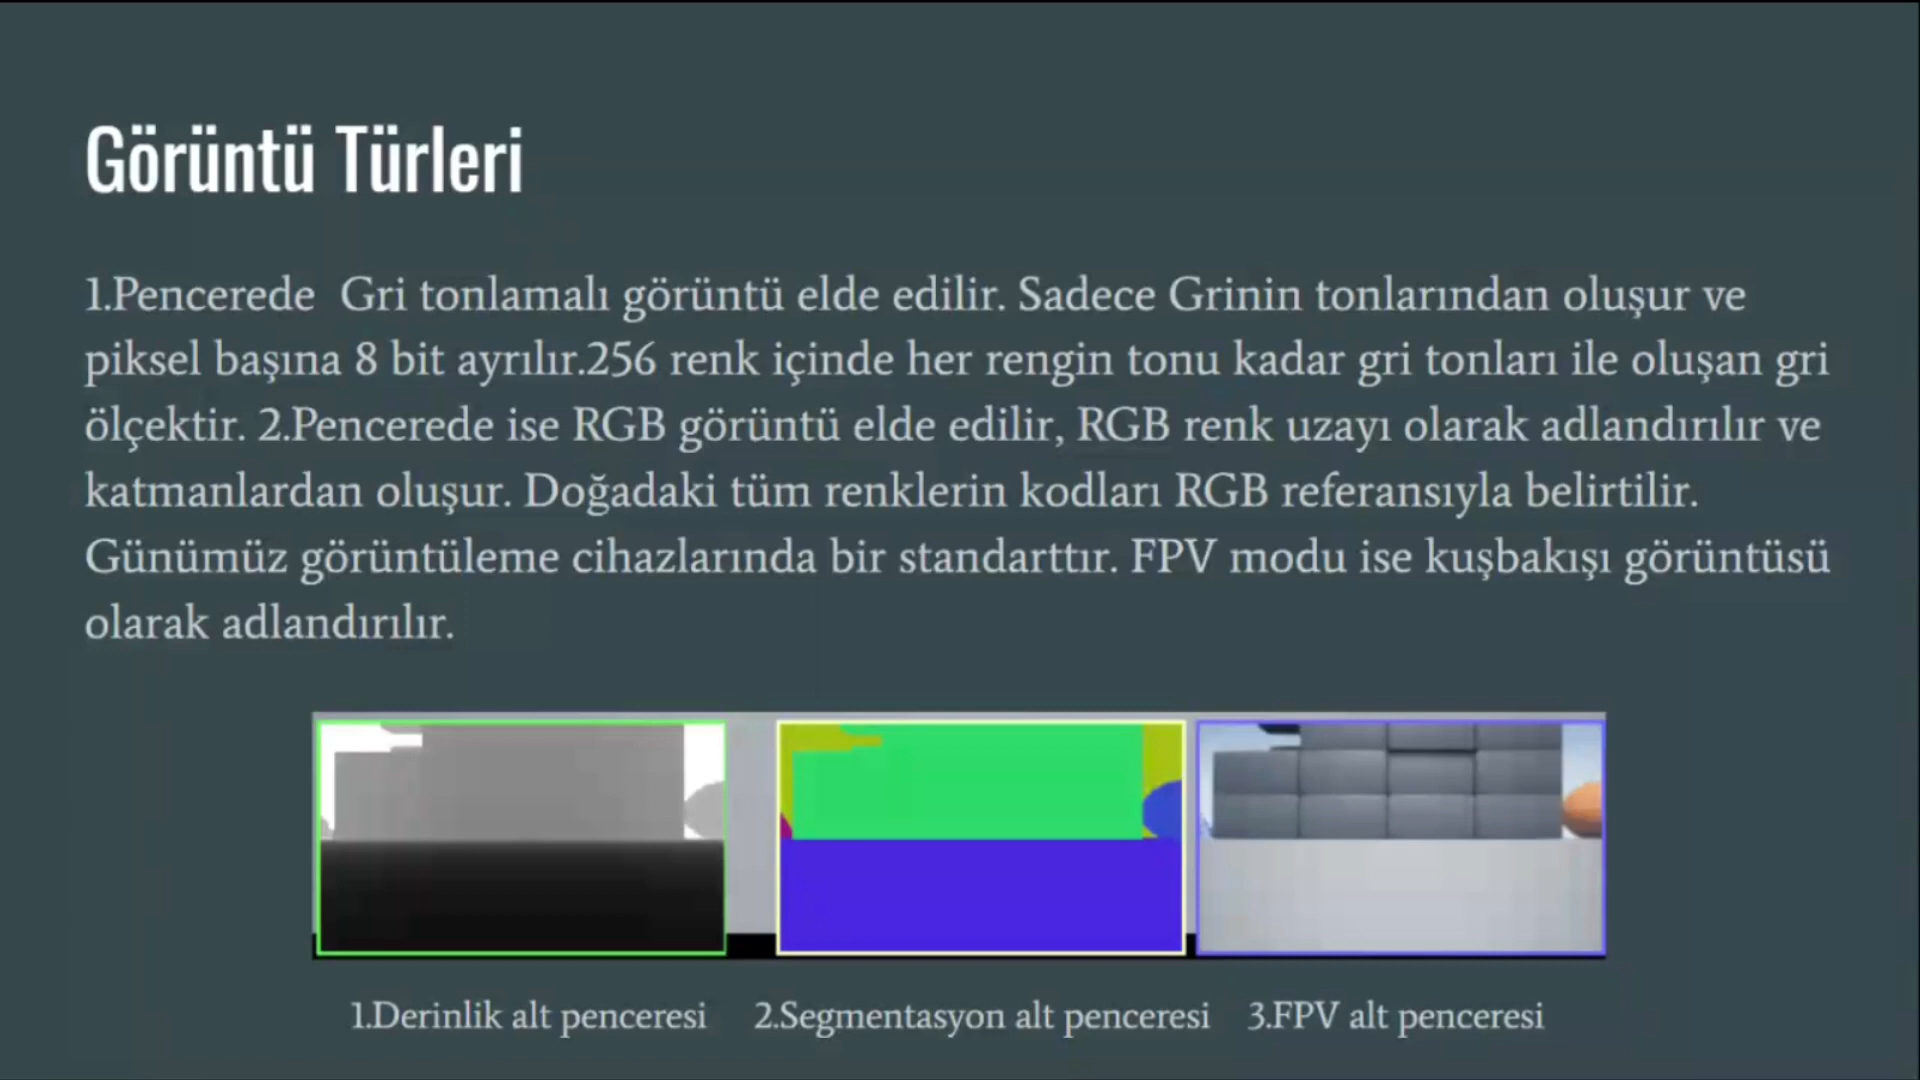 Görüntü Türleri
1.Pencerede Gri tonlamalı görüntü elde edilir. Sadece Grinin tonlarından oluşur ve
piksel başına 8 bit ayrılır.256 renk içinde her rengin tonu kadar gri tonları ile oluşan gri
ölçektir. 2.Pencerede ise RGB görüntü elde edilir, RGB renk uzayı olarak adlandırılır ve
katmanlardan oluşur. Doğadaki tüm renklerin kodları RGB referansıyla belirtilir.
Günümüz görüntüleme cihazlarında bir standarttır. FPV modu ise kuşbakışı görüntüsü
olarak adlandırılır.
1.Derinlik alt penceresi 2.Segmentasyon alt penceresi 3.FPV alt penceresi